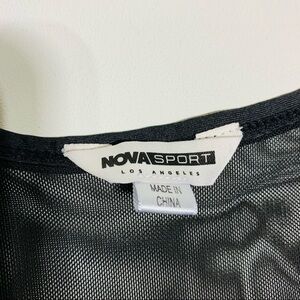 NOVA SPORT
LOS ANGELES
MADE IN
CHINA